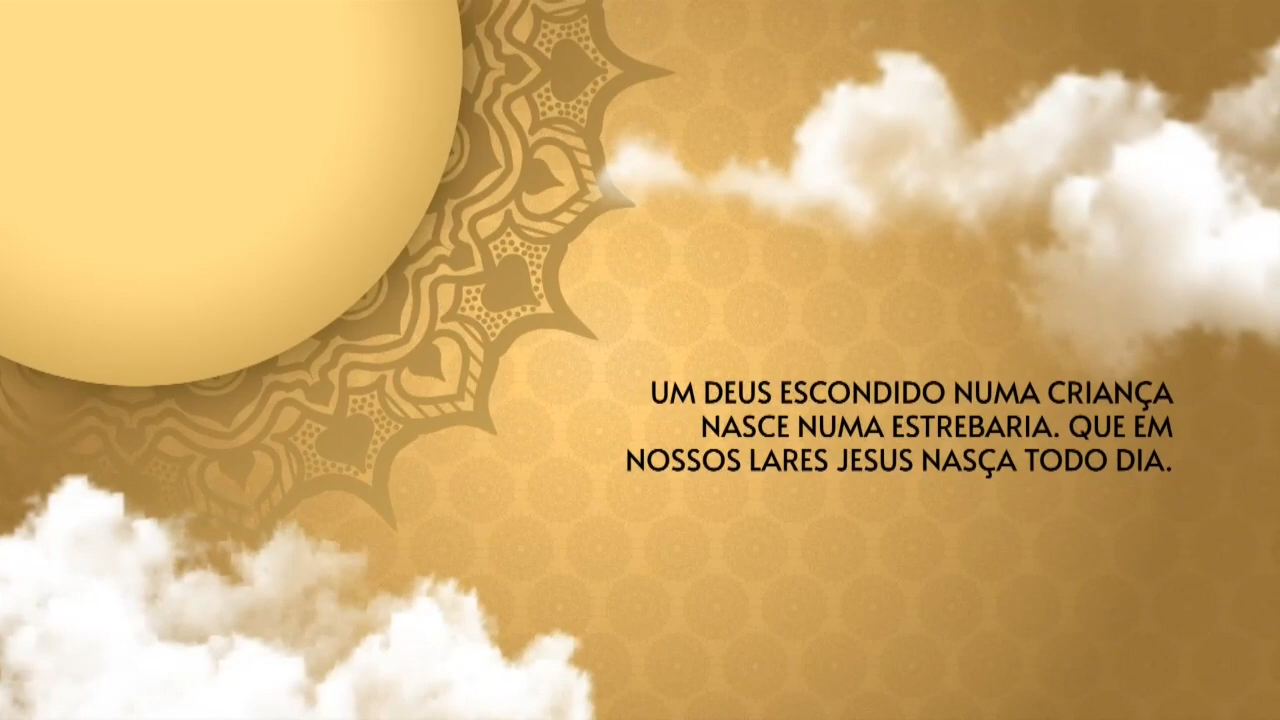 UM DEUS ESCONDIDO NUMA CRIANÇA
NASCE NUMA ESTREBARIA. QUE EM
NOSSOS LARES JESUS NASÇA TODO DIA.